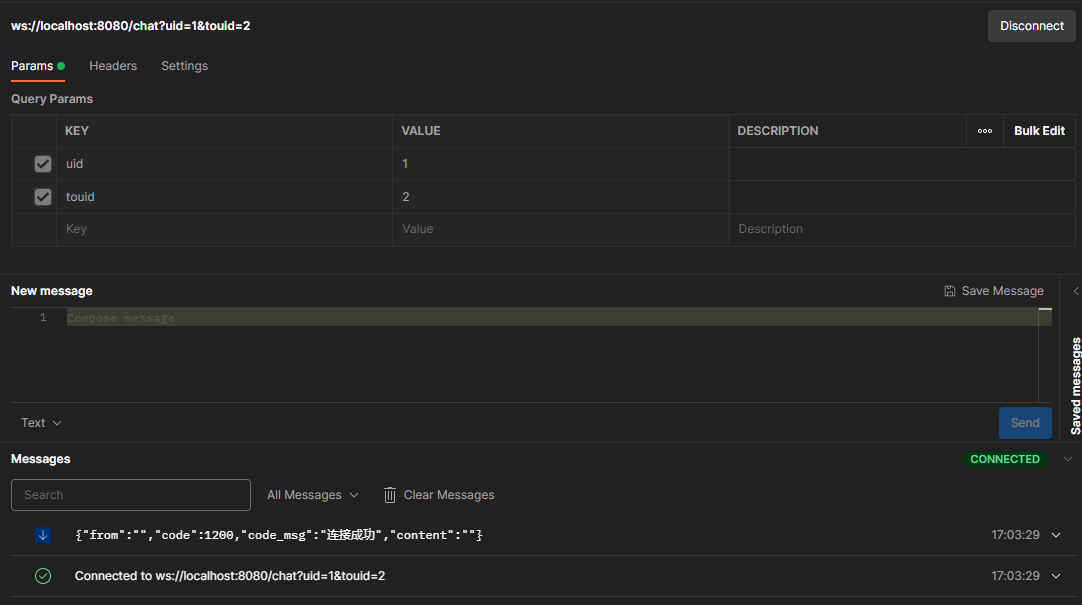 ws://localhost:8080/chat?uid=1&touid=2
Disconnect
Params Headers Settings
Query Params
KEY VALUE DESCRIPTION ooo Bulk Edit
uid 1
touid 2
Key Value Description
New message Save Message
1 Compose message
Saved messages
Text Send
Messages CONNECTED
Search All Messages Clear Messages
{"from":"","code":1200,"code_msg":"连接成功","content":""} 17:03:29
Connected to ws://localhost:8080/chat?uid=1&touid=2 17:03:29